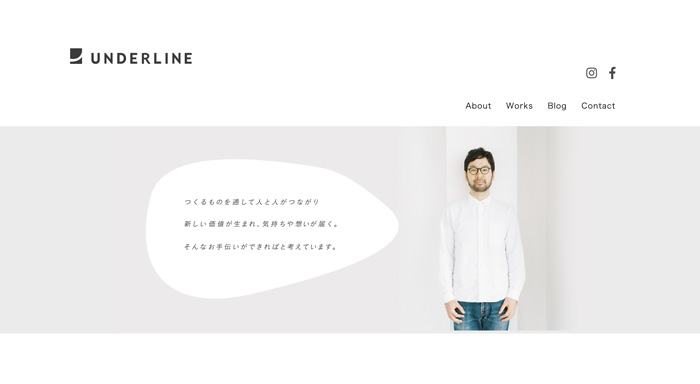 UNDERLINE
About Works Blog Contact
つくるものを通して人と人がつながり
新しい価値が生まれ、気持ちや想いが届く。
そんなお手伝いができればと考えています。